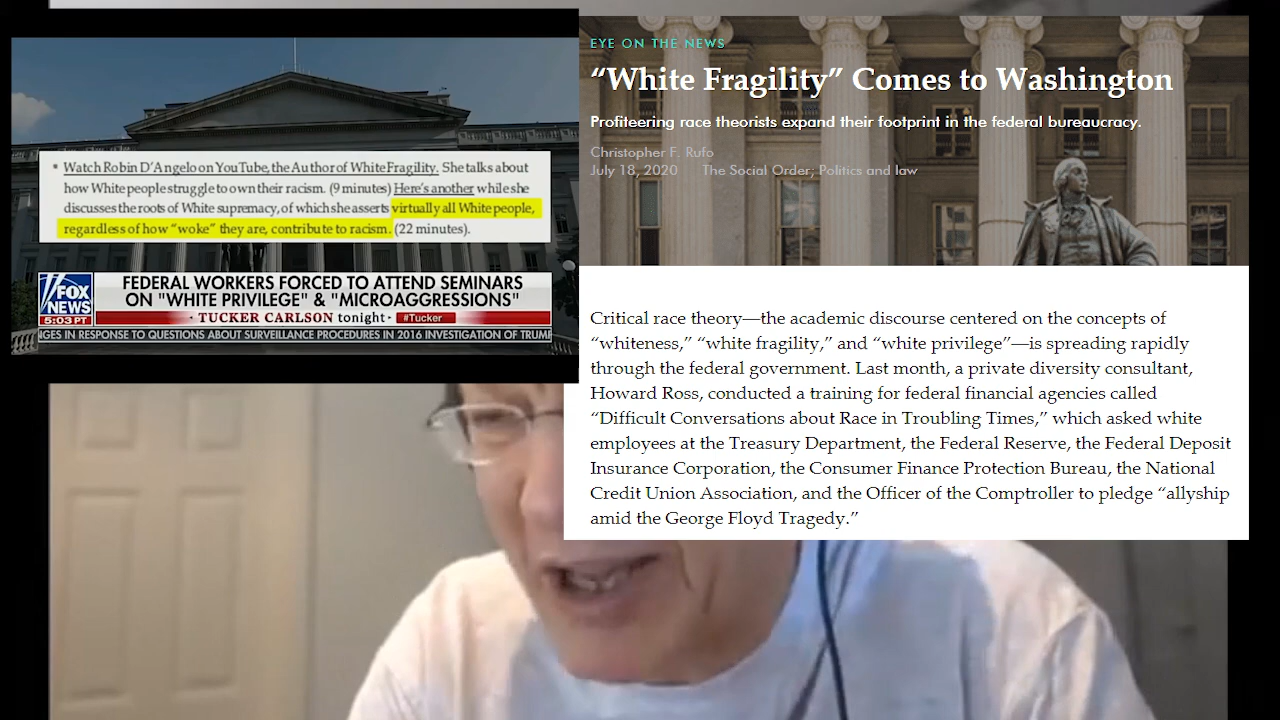 * Watch Robin D'Angelo on YouTube, the Author of White Fragility. She talks about
how White people struggle to own their racism. (9 minutes) Here's another while she
discusses the roots of White supremacy, of which she asserts virtually all White people,
regardless of how "woke" they are, contribute to racism. (22 minutes).
FOX
NEWS
5:03 PT
FEDERAL WORKERS FORCED TO ATTEND SEMINARS
ON "WHITE PRIVILEGE" & "MICROAGGRESSIONS"
TUCKER CARLSON tonight #Tucker
IN RESPONSE TO QUESTIONS ABOUT SURVEILLANCE PROCEDURES IN 2016 INVESTIGATION OF
EYE ON THE NEWS
“White Fragility” Comes to Washington
Profiteering race theorists expand their footprint in the federal bureaucracy.
Christopher F. Rufo
July 18, 2020 The Social Order; Politics and law
Critical race theory—the academic discourse centered on the concepts of
“whiteness,” “white fragility,” and “white privilege”—is spreading rapidly
through the federal government. Last month, a private diversity consultant,
Howard Ross, conducted a training for federal financial agencies called
“Difficult Conversations about Race in Troubling Times,” which asked white
employees at the Treasury Department, the Federal Reserve, the Federal Deposit
Insurance Corporation, the Consumer Finance Protection Bureau, the National
Credit Union Association, and the Officer of the Comptroller to pledge “allyship
amid the George Floyd Tragedy.”